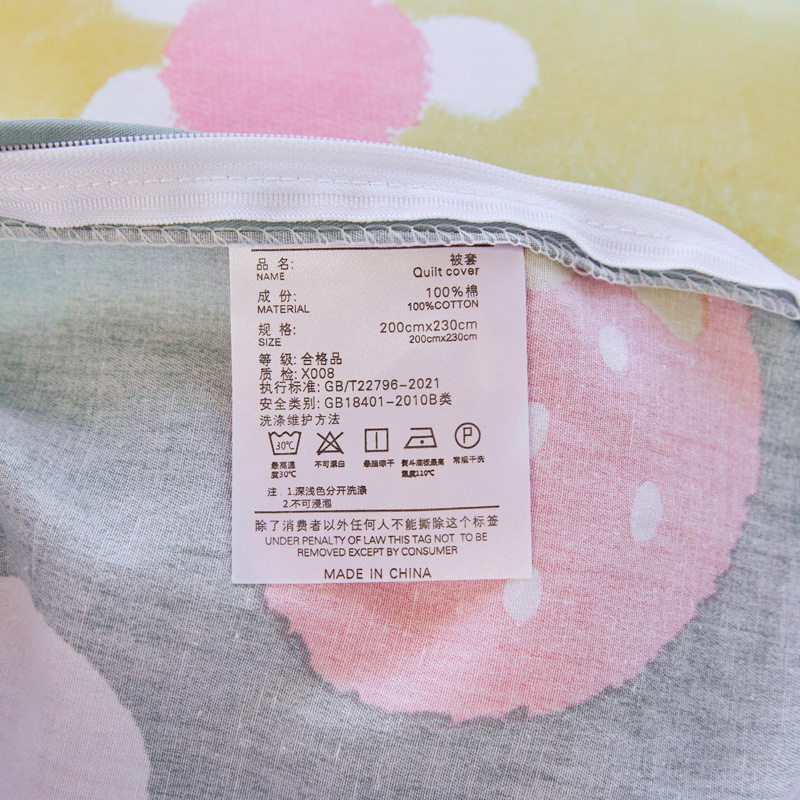 品 名: 被套
NAME Quilt cover
成 份: 100%棉
MATERIAL 100%COTTON
规 格: 200cmx230cm
SIZE 200cmx230cm
等 级: 合格品
质 检: X008
执行标准: GB/T22796-2021
安全类别: GB18401-2010B类
洗涤维护方法
30℃ P
最高温 不可漂白 悬挂晾干 熨斗底板最高 常规干洗
度30℃ 温度110℃
注 : 1.深浅色分开洗涤
2.不可浸泡
除了消费者以外任何人不能撕除这个标签
UNDER PENALTY OF LAW THIS TAG NOT TO BE
REMOVED EXCEPT BY CONSUMER
MADE IN CHINA